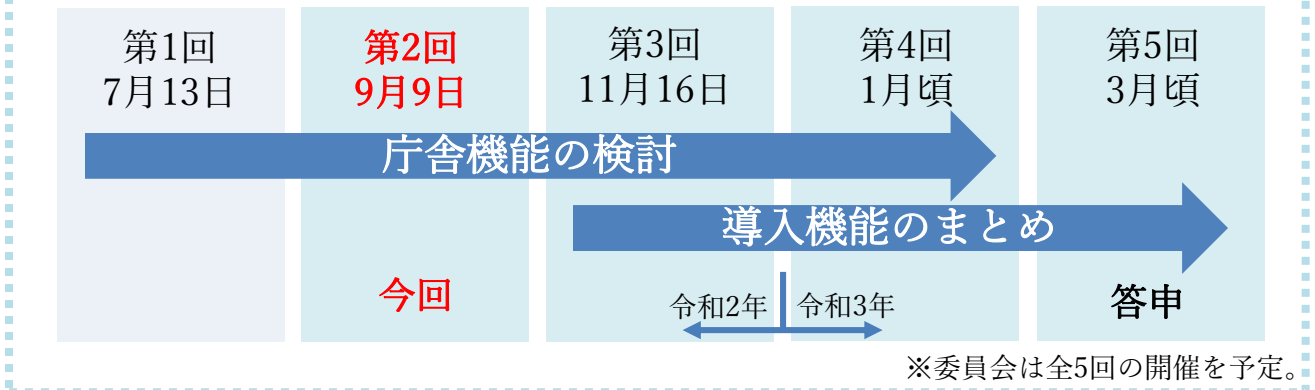 第1回
7月13日
第2回
9月9日
第3回
11月16日
第4回
1月頃
第5回
3月頃
庁舎機能の検討
導入機能のまとめ
今回
令和2年
令和3年
答申
※委員会は全5回の開催を予定。